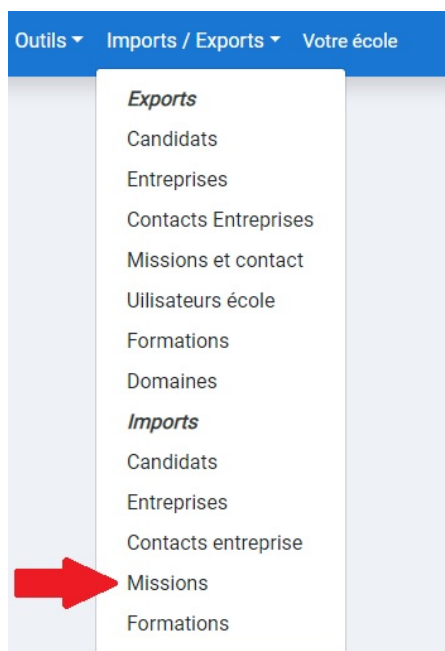 Outils Imports / Exports Votre école
Exports
Candidats
Entreprises
Contacts Entreprises
Missions et contact
Uilisateurs école
Formations
Domaines
Imports
Candidats
Entreprises
Contacts entreprise
Missions
Formations